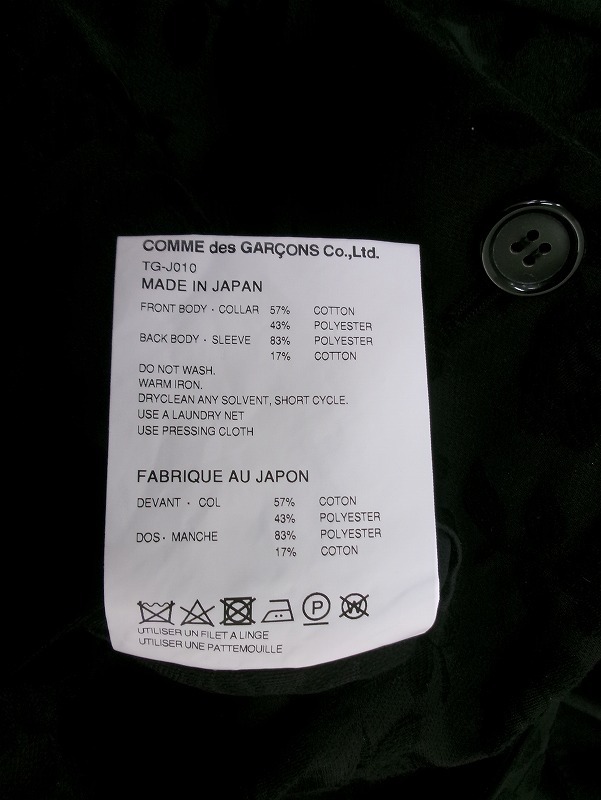 COMME des GARÇONS Co.,Ltd.
TG-J010
MADE IN JAPAN
FRONT BODY · COLLAR 57% COTTON
43% POLYESTER
BACK BODY · SLEEVE 83% POLYESTER
17% COTTON
DO NOT WASH.
WARM IRON.
DRYCLEAN ANY SOLVENT, SHORT CYCLE.
USE A LAUNDRY NET
USE PRESSING CLOTH
FABRIQUE AU JAPON
DEVANT · COL 57% COTON
43% POLYESTER
DOS · MANCHE 83% POLYESTER
17% COTON
P W
UTILISER UN FILET A LINGE
UTILISER UNE PATTEMOUILLE